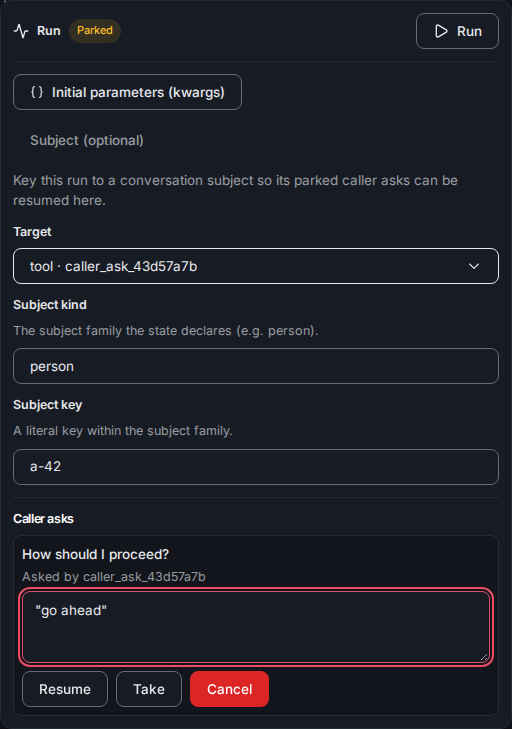 Run Parked Run
{} Initial parameters (kwargs)
Subject (optional)
Key this run to a conversation subject so its parked caller asks can be
resumed here.
Target
tool · caller_ask_43d57a7b
Subject kind
The subject family the state declares (e.g. person).
person
Subject key
A literal key within the subject family.
a-42
Caller asks
How should I proceed?
Asked by caller_ask_43d57a7b
"go ahead"
Resume Take Cancel